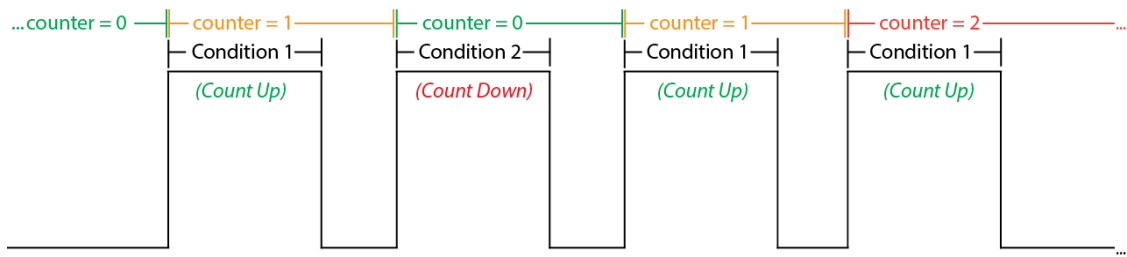 ...counter = 0 counter = 1 counter = 0 counter = 1 counter = 2 ...
Condition 1 Condition 2 Condition 1 Condition 1
(Count Up) (Count Down) (Count Up) (Count Up)
...